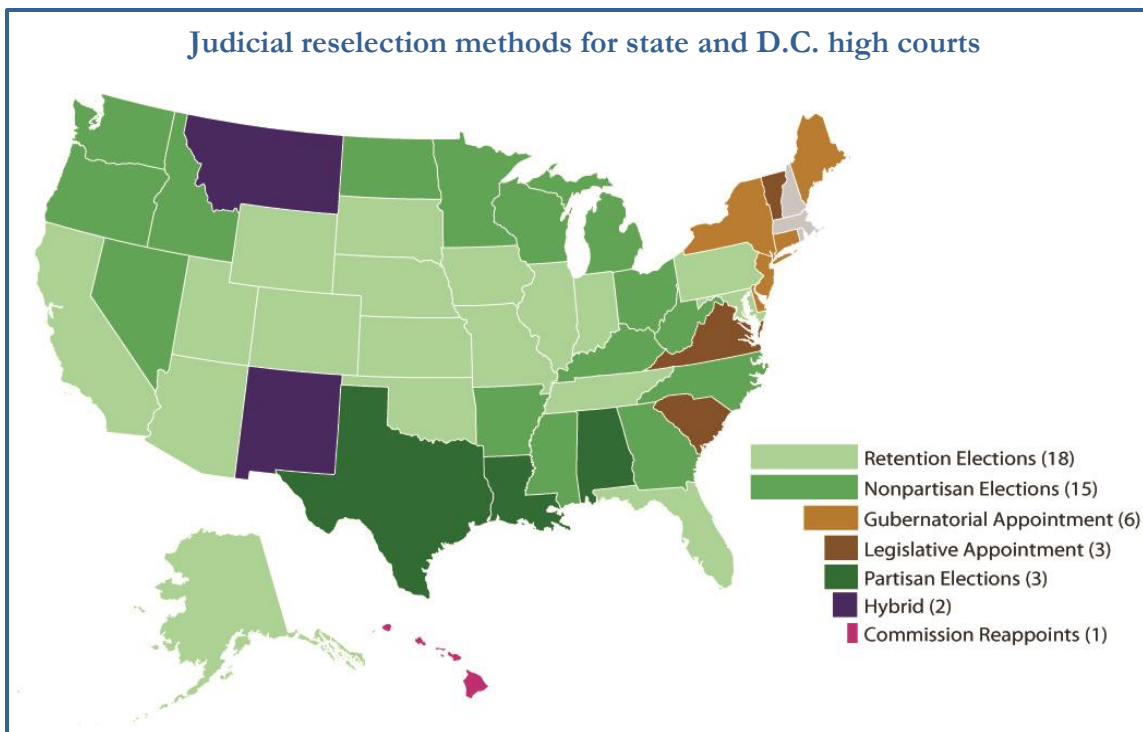 Judicial reselection methods for state and D.C. high courts
Retention Elections (18)
Nonpartisan Elections (15)
Gubernatorial Appointment (6)
Legislative Appointment (3)
Partisan Elections (3)
Hybrid (2)
Commission Reappoints (1)